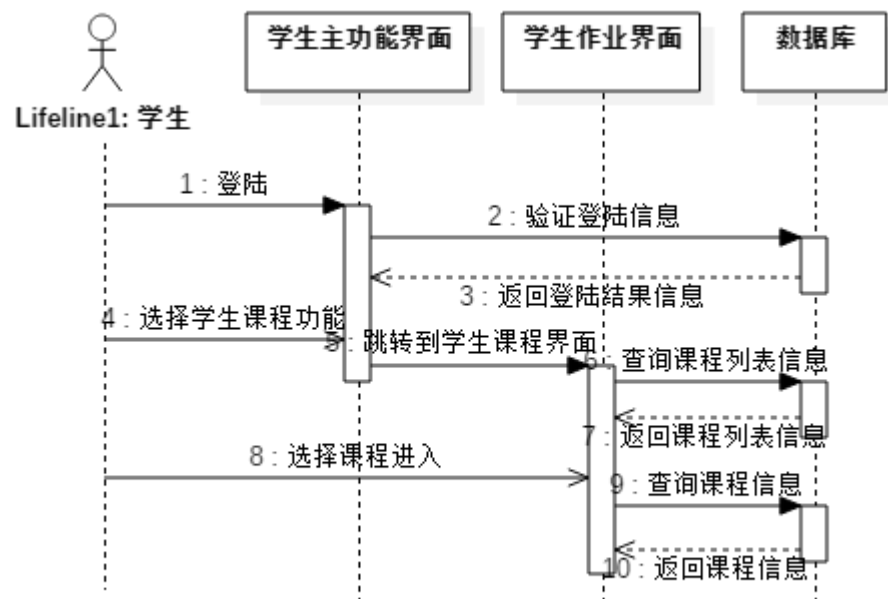 学生主功能界面
学生作业界面
数据库
Lifeline1: 学生
1 : 登陆
2 : 验证登陆信息
3 : 返回登陆结果信息
4 : 选择学生课程功能
5 : 跳转到学生课程界面
6 : 查询课程列表信息
7 : 返回课程列表信息
8 : 选择课程进入
9 : 查询课程信息
10 : 返回课程信息